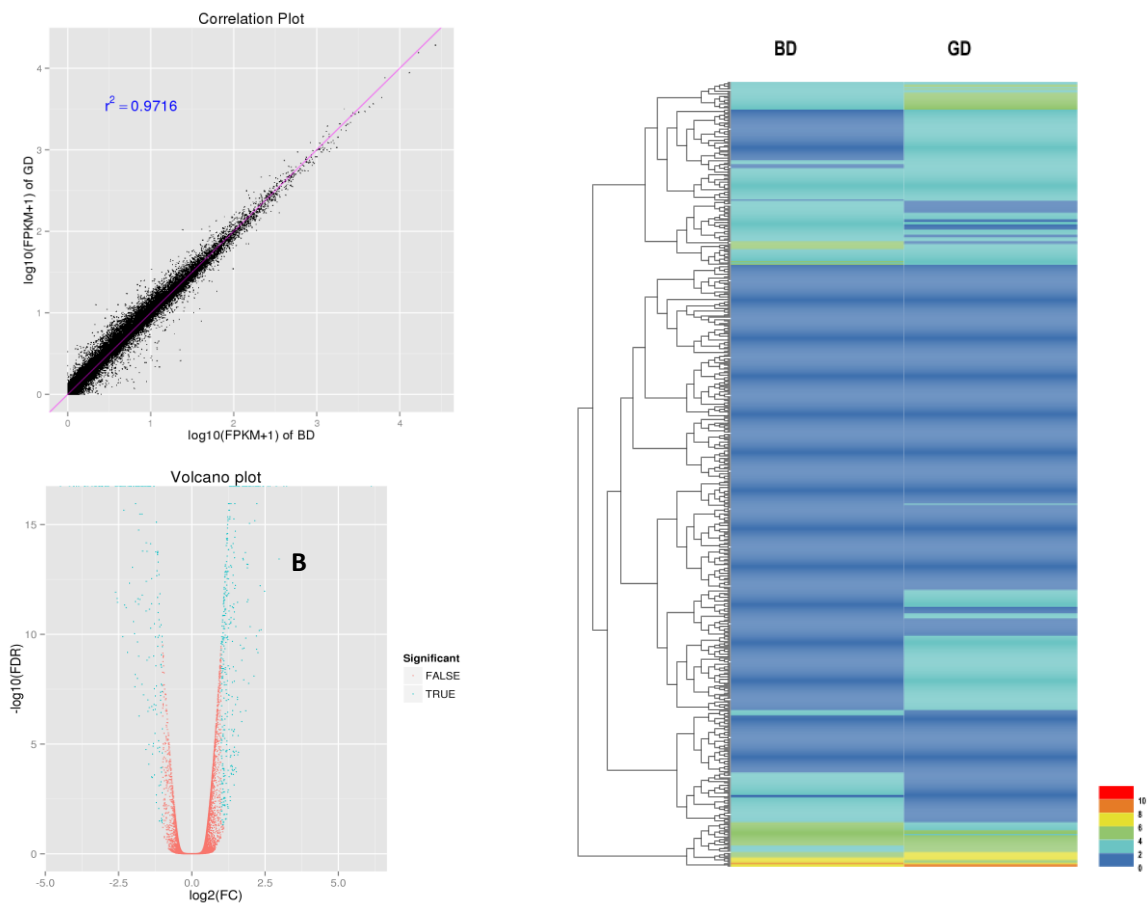 Correlation Plot
r² = 0.9716
4
3
2
1
0
log10(FPKM+1) of GD
0 1 2 3 4
log10(FPKM+1) of BD
Volcano plot
B
15
10
5
0
-log10(FDR)
-5.0 -2.5 0.0 2.5 5.0
log2(FC)
Significant
FALSE
TRUE
BD GD
10
8
6
4
2
0